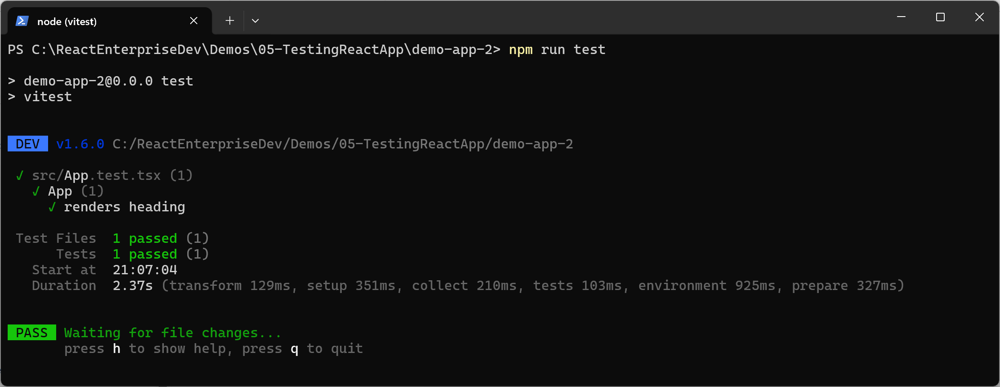 node (vitest)
PS C:\ReactEnterpriseDev\Demos\05-TestingReactApp\demo-app-2> npm run test
> demo-app-2@0.0.0 test
> vitest
DEV v1.6.0 C:/ReactEnterpriseDev/Demos/05-TestingReactApp/demo-app-2
√ src/App.test.tsx (1)
√ App (1)
√ renders heading
Test Files 1 passed (1)
Tests 1 passed (1)
Start at 21:07:04
Duration 2.37s (transform 129ms, setup 351ms, collect 210ms, tests 103ms, environment 925ms, prepare 327ms)
PASS Waiting for file changes...
press h to show help, press q to quit